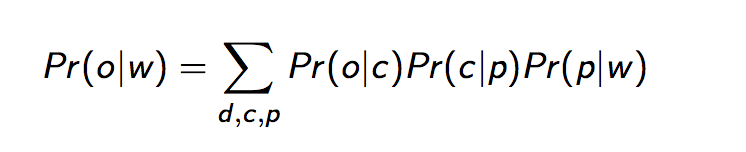 Pr(o|w) = ∑ Pr(o|c)Pr(c|p)Pr(p|w)
d,c,p